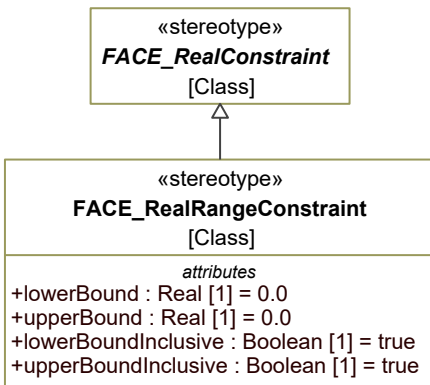 «stereotype»
FACE_RealConstraint
[Class]
«stereotype»
FACE_RealRangeConstraint
[Class]
attributes
+lowerBound : Real [1] = 0.0
+upperBound : Real [1] = 0.0
+lowerBoundInclusive : Boolean [1] = true
+upperBoundInclusive : Boolean [1] = true